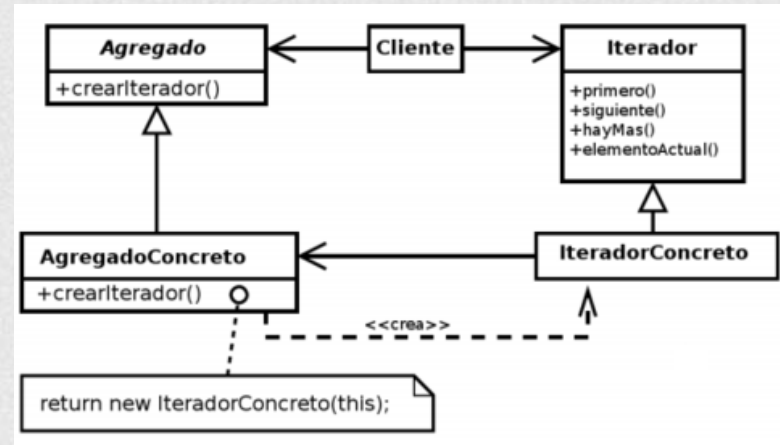 Agregado
+crearIterador()
Cliente
Iterador
+primero()
+siguiente()
+hayMas()
+elementoActual()
AgregadoConcreto
+crearIterador()
IteradorConcreto
<<crea>>
return new IteradorConcreto(this);